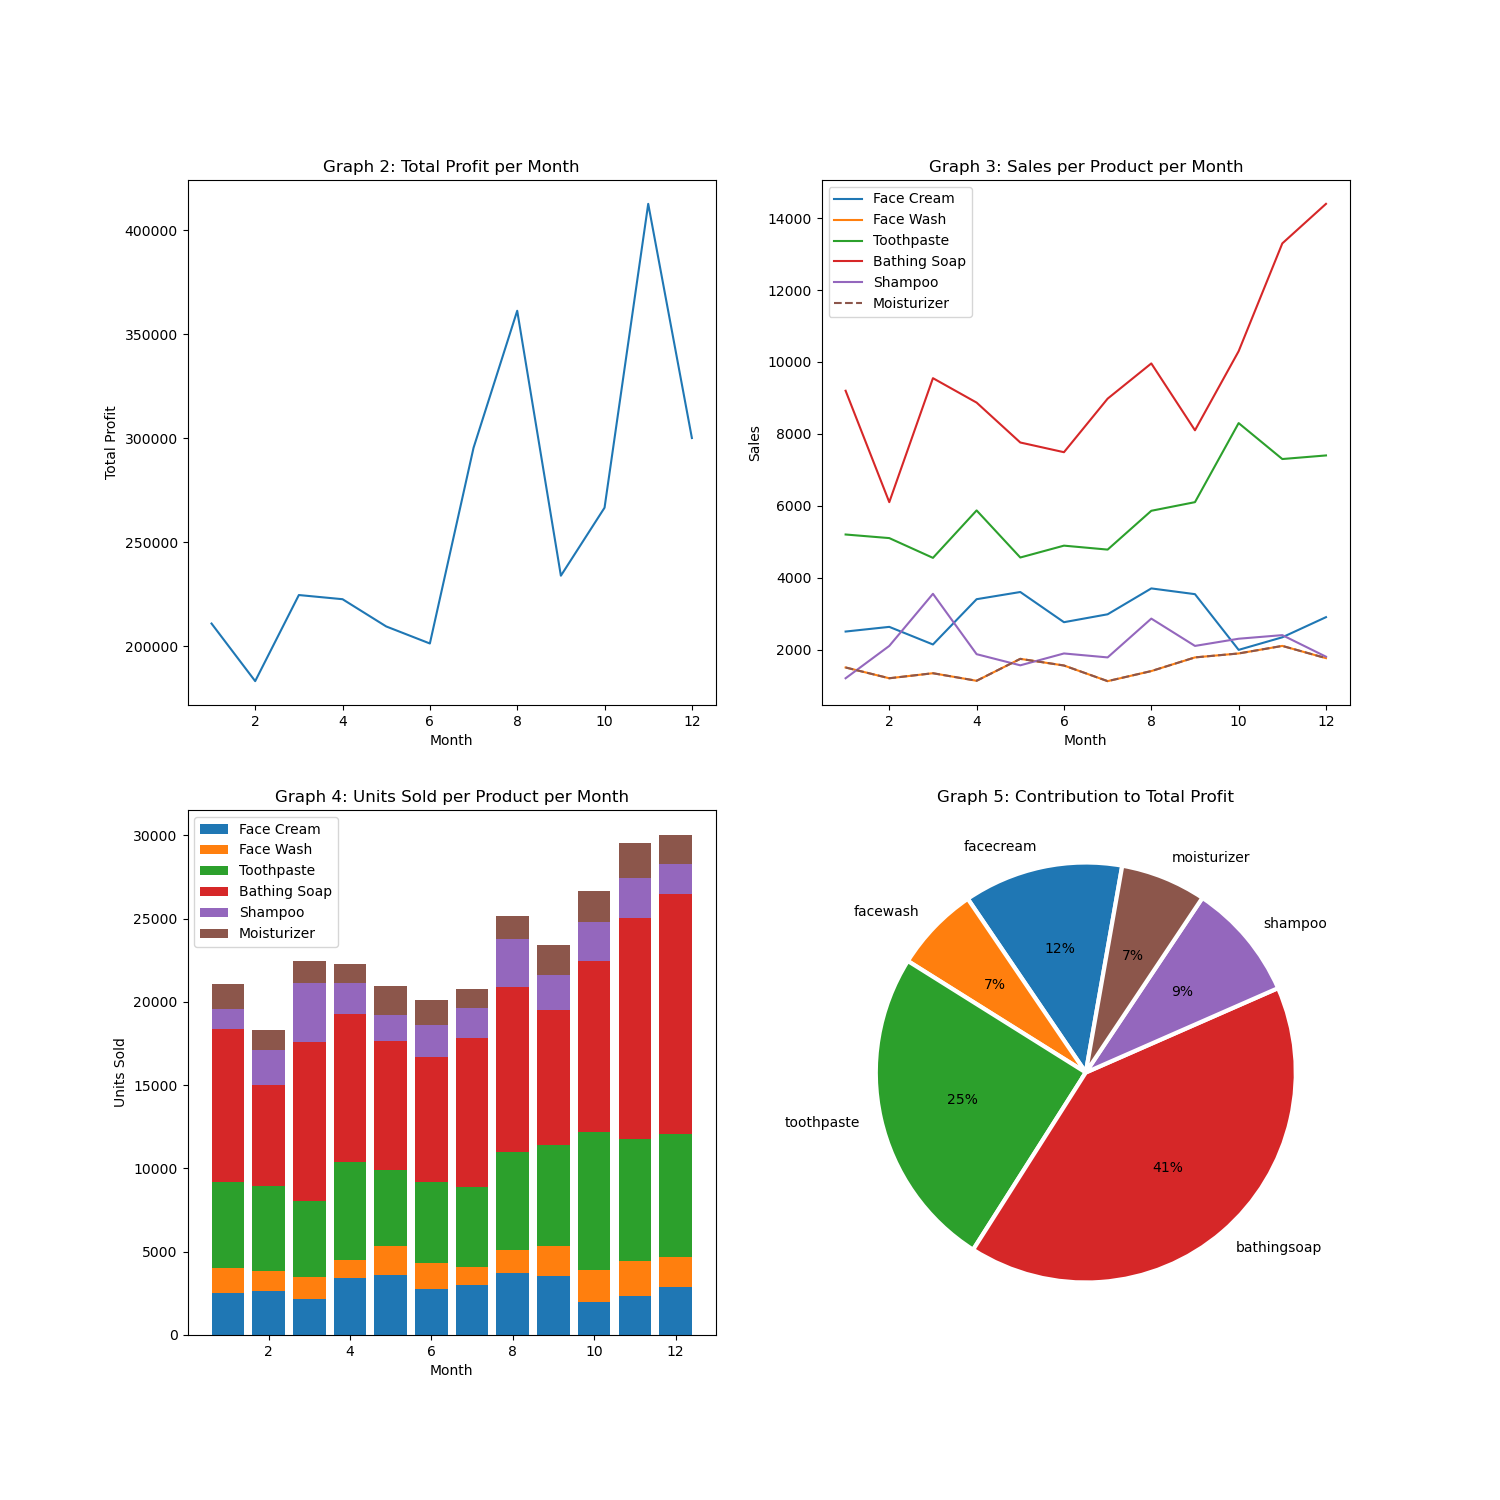 Graph 2: Total Profit per Month
400000
350000
300000
250000
200000
Total Profit
2 4 6 8 10 12
Month
Graph 3: Sales per Product per Month
Face Cream
Face Wash
Toothpaste
Bathing Soap
Shampoo
Moisturizer
14000
12000
10000
8000
6000
4000
2000
Sales
2 4 6 8 10 12
Month
Graph 4: Units Sold per Product per Month
Face Cream
Face Wash
Toothpaste
Bathing Soap
Shampoo
Moisturizer
30000
25000
20000
15000
10000
5000
0
Units Sold
2 4 6 8 10 12
Month
Graph 5: Contribution to Total Profit
facecream
moisturizer
facewash
shampoo
12%
7%
7%
9%
25%
toothpaste
41%
bathingsoap